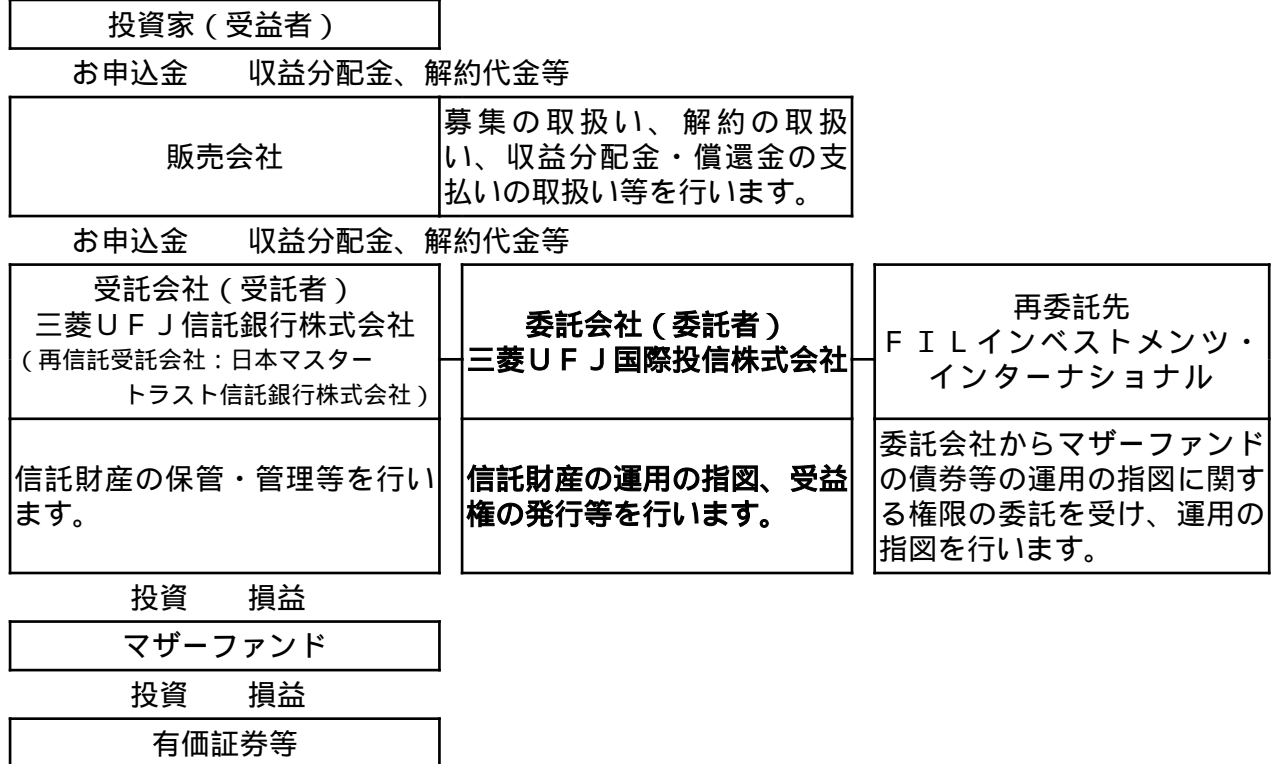 投資家(受益者)
お申込金　　収益分配金、解約代金等
販売会社
募集の取扱い、解約の取扱
い、収益分配金・償還金の支
払いの取扱い等を行います。
お申込金　　収益分配金、解約代金等
受託会社(受託者)
三菱UFJ信託銀行株式会社
(再信託受託会社:日本マスター
トラスト信託銀行株式会社)
委託会社(委託者)
三菱UFJ国際投信株式会社
再委託先
FILインベストメンツ・
インターナショナル
信託財産の保管・管理等を行い
ます。
信託財産の運用の指図、受益
権の発行等を行います。
委託会社からマザーファンド
の債券等の運用の指図に関す
る権限の委託を受け、運用の
指図を行います。
投資　　損益
マザーファンド
投資　　損益
有価証券等